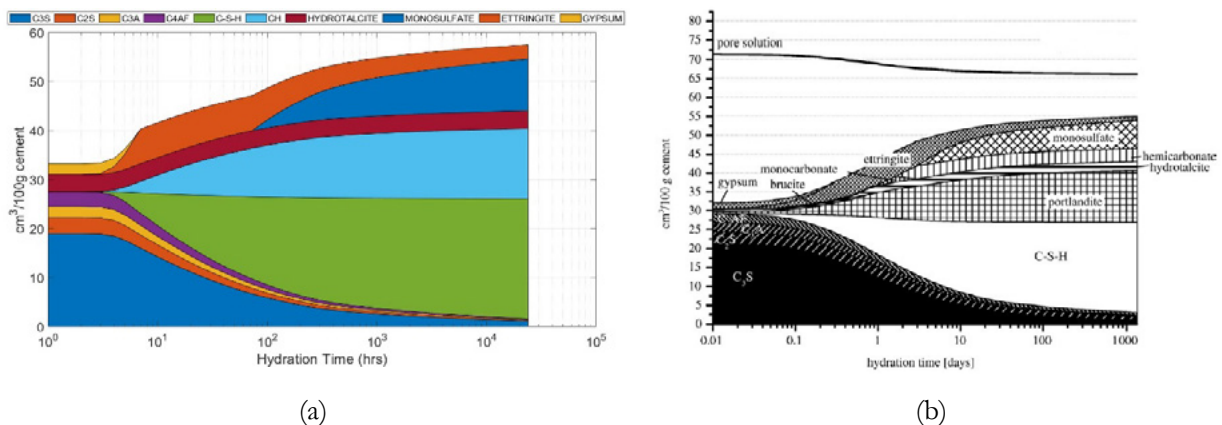 C3S C2S C3A C4AF C-S-H CH HYDROTALCITE MONOSULFATE ETTRINGITE GYPSUM
60
50
40
30
20
10
0
cm³/100g cement
10⁰ 10¹ 10² 10³ 10⁴ 10⁵
Hydration Time (hrs)
(a)
80
75
70
65
60
55
50
45
40
35
30
25
20
15
10
5
0
cm³/100 g cement
pore solution
monosulfate
ettringite
hemicarbonate
monocarbonate
hydrotalcite
brucite
gypsum
portlandite
C₃A
C₂S
C-S-H
C₃S
0.01 0.1 1 10 100 1000
hydration time [days]
(b)